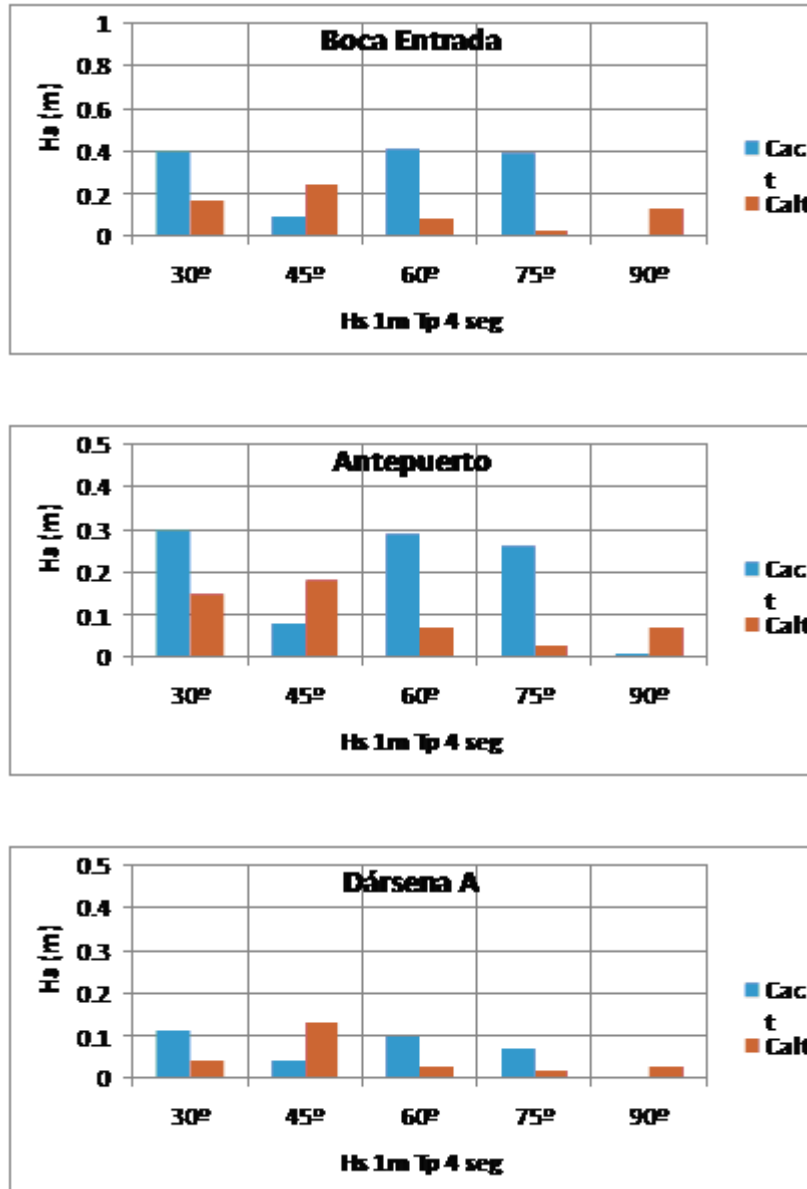 Boca Entrada
Hs (m)
1
0.8
0.6
0.4
0.2
0
30º 45º 60º 75º 90º
Hs 1m Tp 4 seg
Cac
t
Calt
Antepuerto
Hs (m)
0.5
0.4
0.3
0.2
0.1
0
30º 45º 60º 75º 90º
Hs 1m Tp 4 seg
Cac
t
Calt
Dársena A
Hs (m)
0.5
0.4
0.3
0.2
0.1
0
30º 45º 60º 75º 90º
Hs 1m Tp 4 seg
Cac
t
Calt